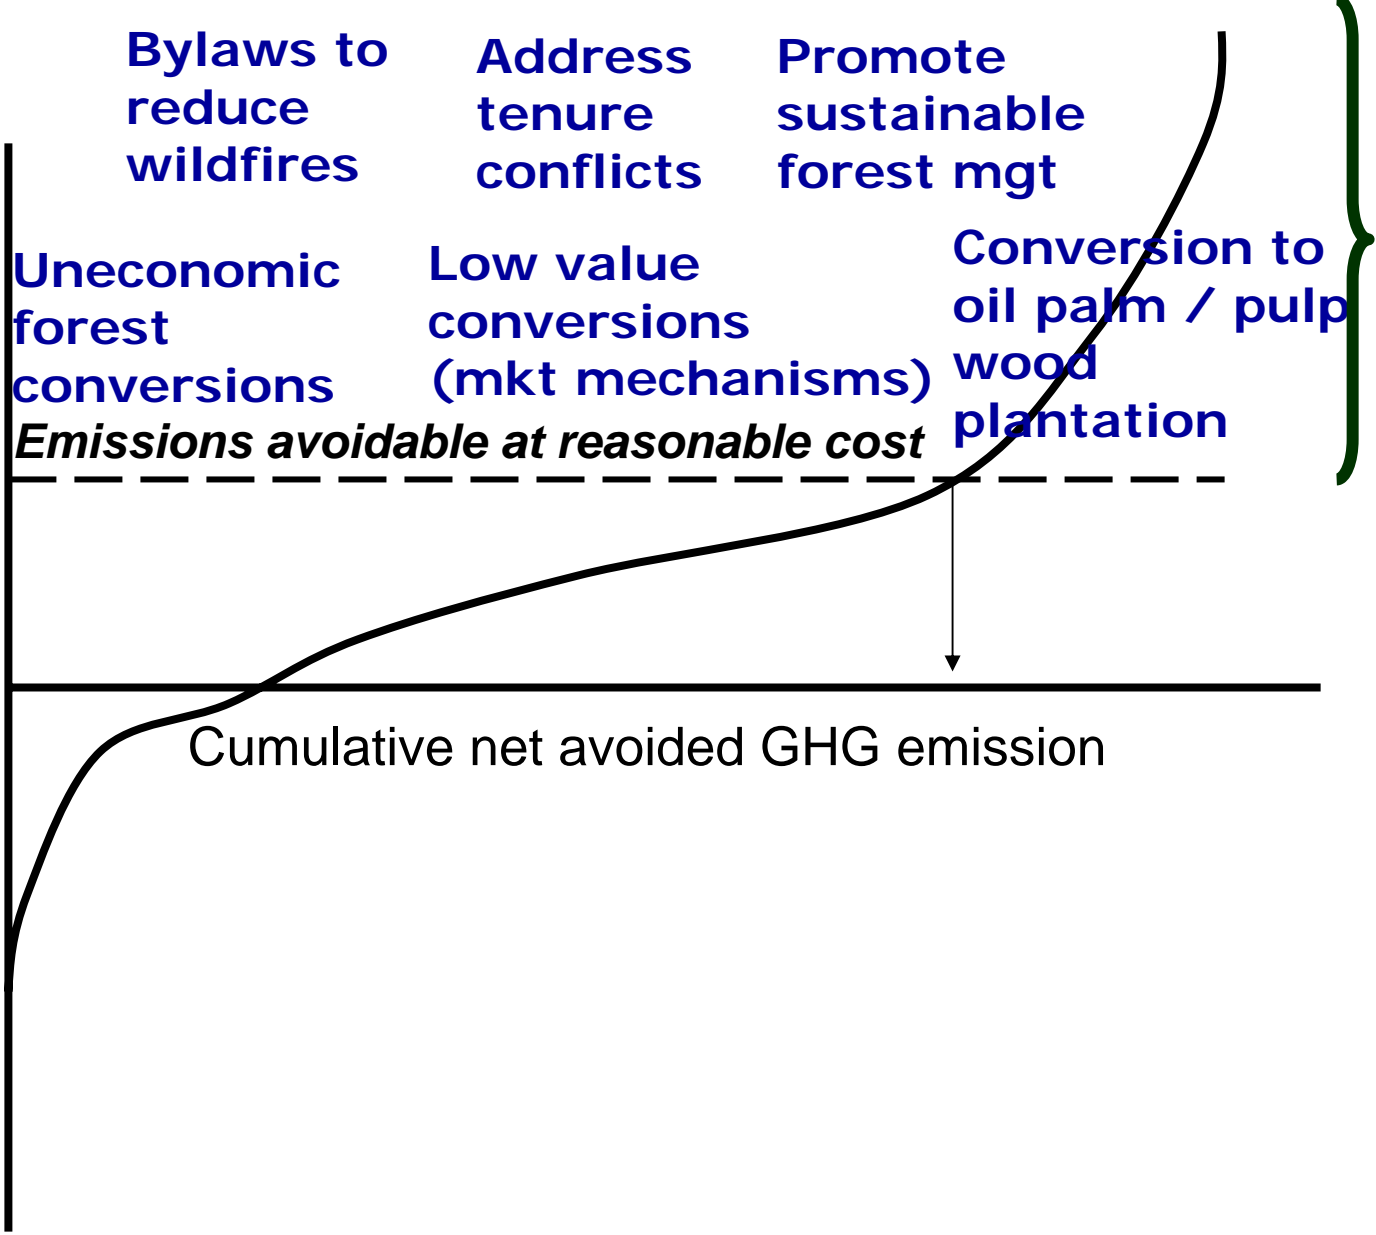 Bylaws to
reduce
wildfires
Address
tenure
conflicts
Promote
sustainable
forest mgt
Uneconomic
forest
conversions
Low value
conversions
(mkt mechanisms)
Conversion to
oil palm / pulp
wood
plantation
Emissions avoidable at reasonable cost
Cumulative net avoided GHG emission